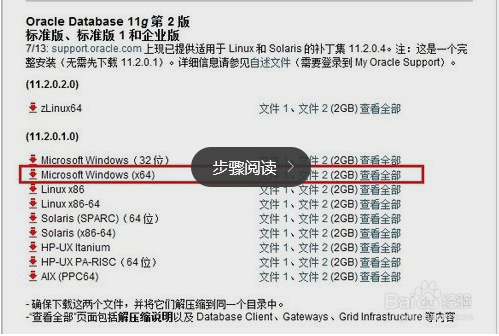 Oracle Database 11g 第 2 版
标准版、标准版 1 和企业版
7/13: support.oracle.com 上现已提供适用于 Linux 和 Solaris 的补丁集 11.2.0.4。注：这是一个完
整安装（无需先下载 11.2.0.1）。详细信息请参见自述文件（需要登录到 My Oracle Support）。
(11.2.0.2.0)
zLinux64 文件 1、文件 2 (2GB) 查看全部
(11.2.0.1.0)
Microsoft Windows（32 位） 文件 1、文件 2 (2GB) 查看全部
Microsoft Windows (x64) 文件 2 (2GB) 查看全部
Linux x86 文件 2 (2GB) 查看全部
Linux x86-64 文件 1、文件 2 (2GB) 查看全部
Solaris (SPARC)（64 位） 文件 1、文件 2 (2GB) 查看全部
Solaris (x86-64) 文件 1、文件 2 (2GB) 查看全部
HP-UX Itanium 文件 1、文件 2 (2GB) 查看全部
HP-UX PA-RISC（64 位） 文件 1、文件 2 (2GB) 查看全部
AIX (PPC64) 文件 1、文件 2 (2GB) 查看全部
步骤阅读
- 确保下载这两个文件，并将它们解压缩到同一个目录中。
-“查看全部”页面包括解压缩说明以及 Database Client、Gateways、Grid Infrastructure 等内容
Baidu 经验